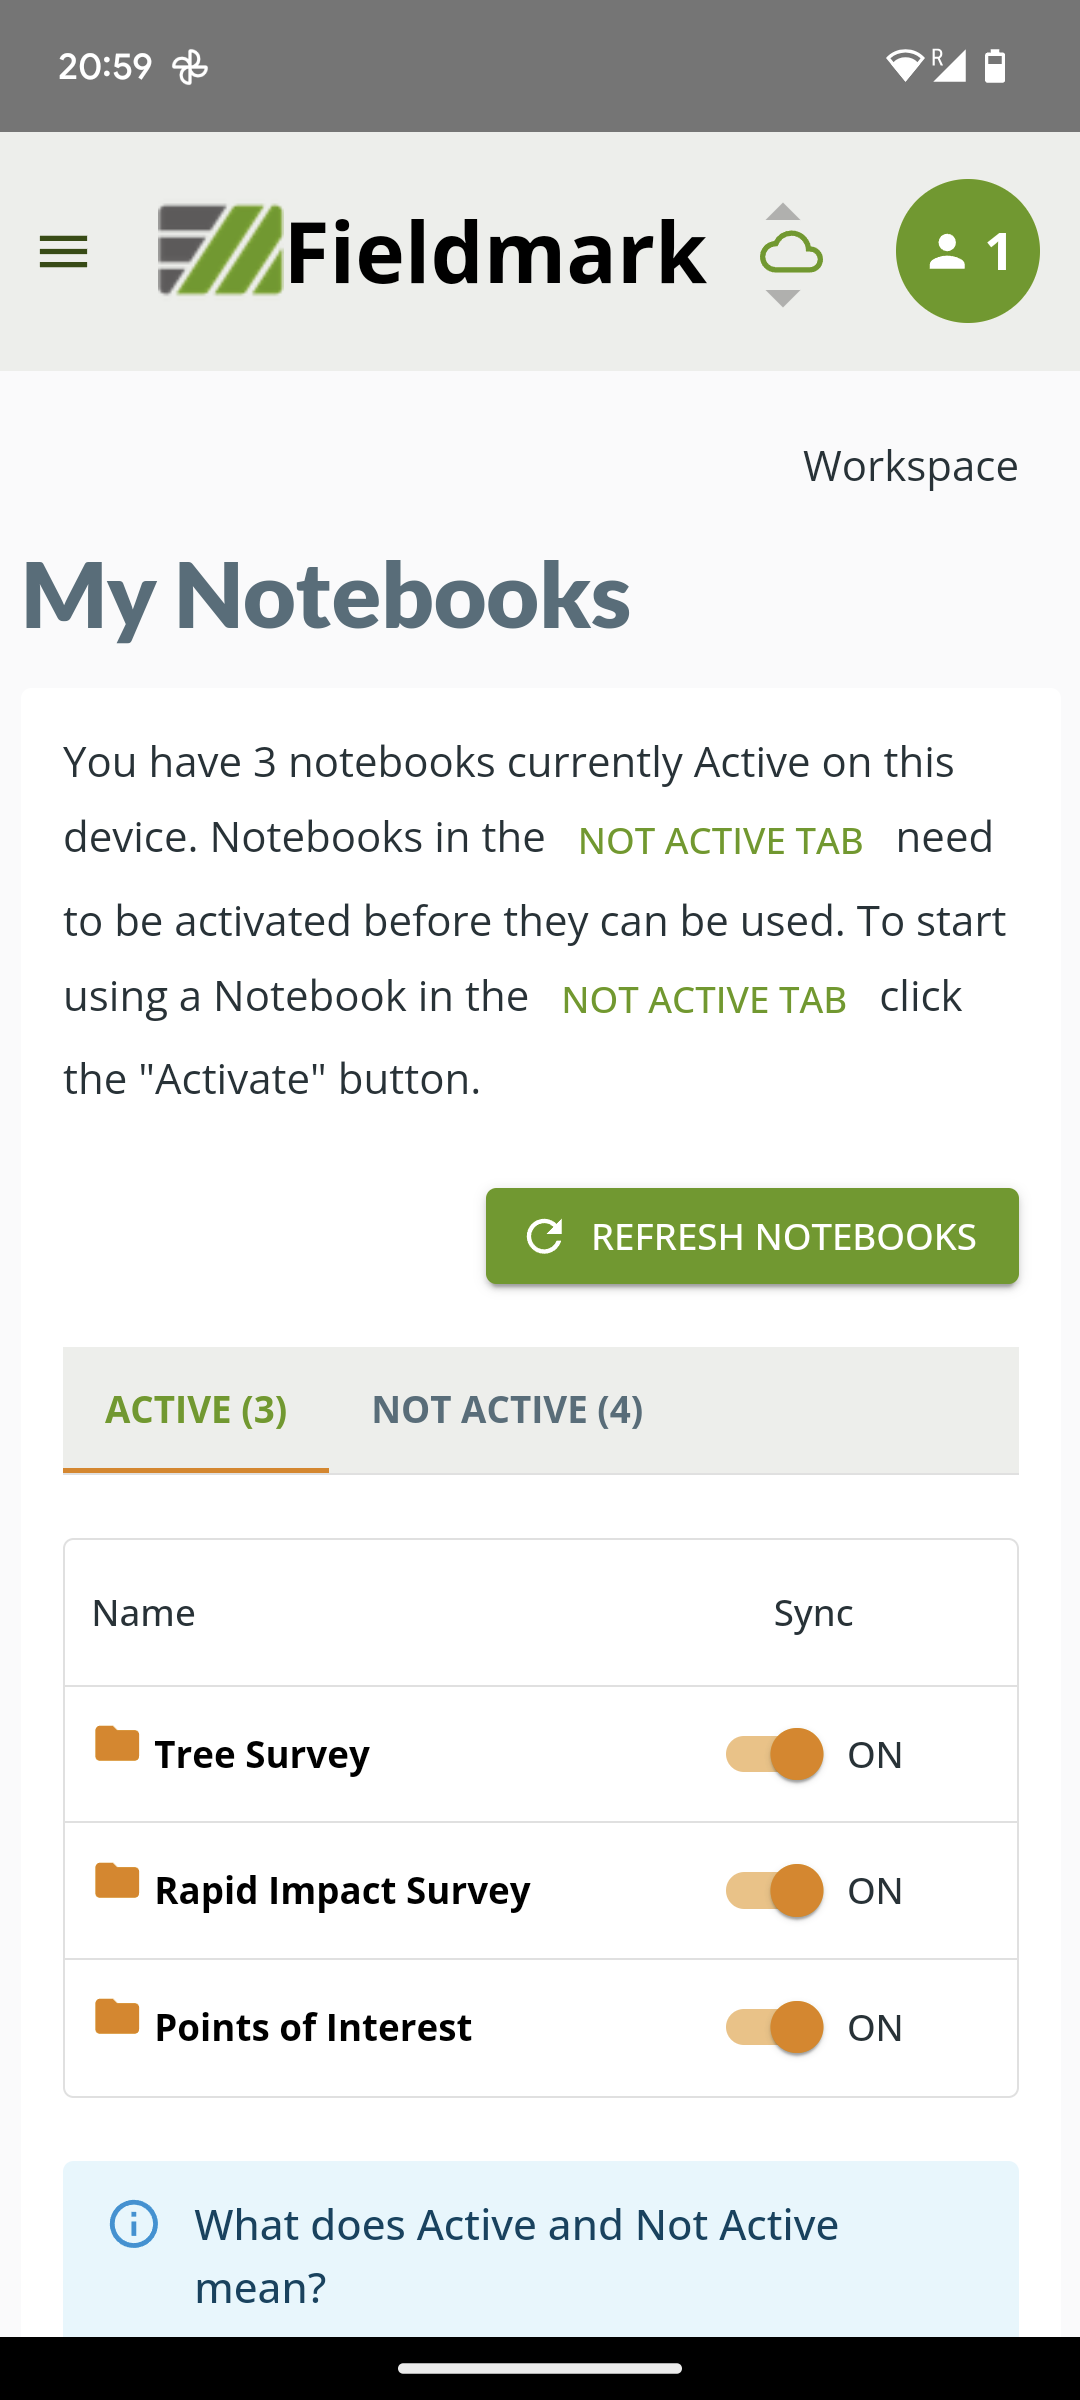 20:59
R
Fieldmark
1
Workspace
My Notebooks
You have 3 notebooks currently Active on this
device. Notebooks in the NOT ACTIVE TAB need
to be activated before they can be used. To start
using a Notebook in the NOT ACTIVE TAB click
the "Activate" button.
REFRESH NOTEBOOKS
ACTIVE (3) NOT ACTIVE (4)
Name Sync
Tree Survey ON
Rapid Impact Survey ON
Points of Interest ON
What does Active and Not Active
mean?